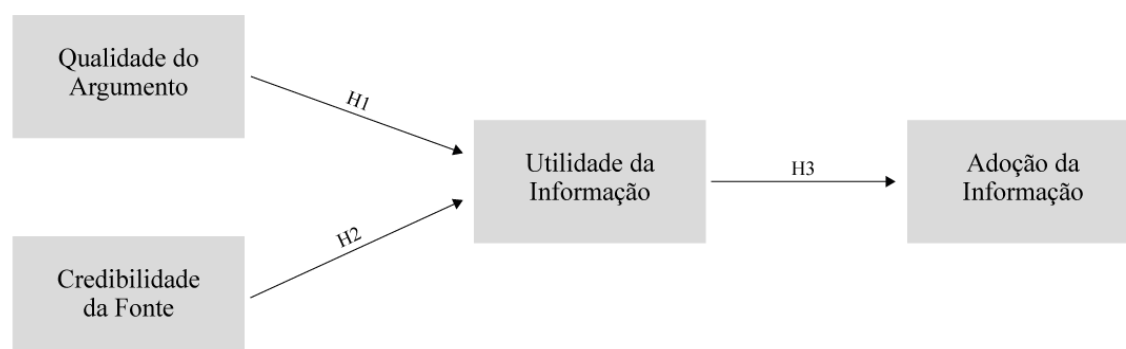 Qualidade do
Argumento
H1
Utilidade da
Informação
H3
Adoção da
Informação
H2
Credibilidade
da Fonte